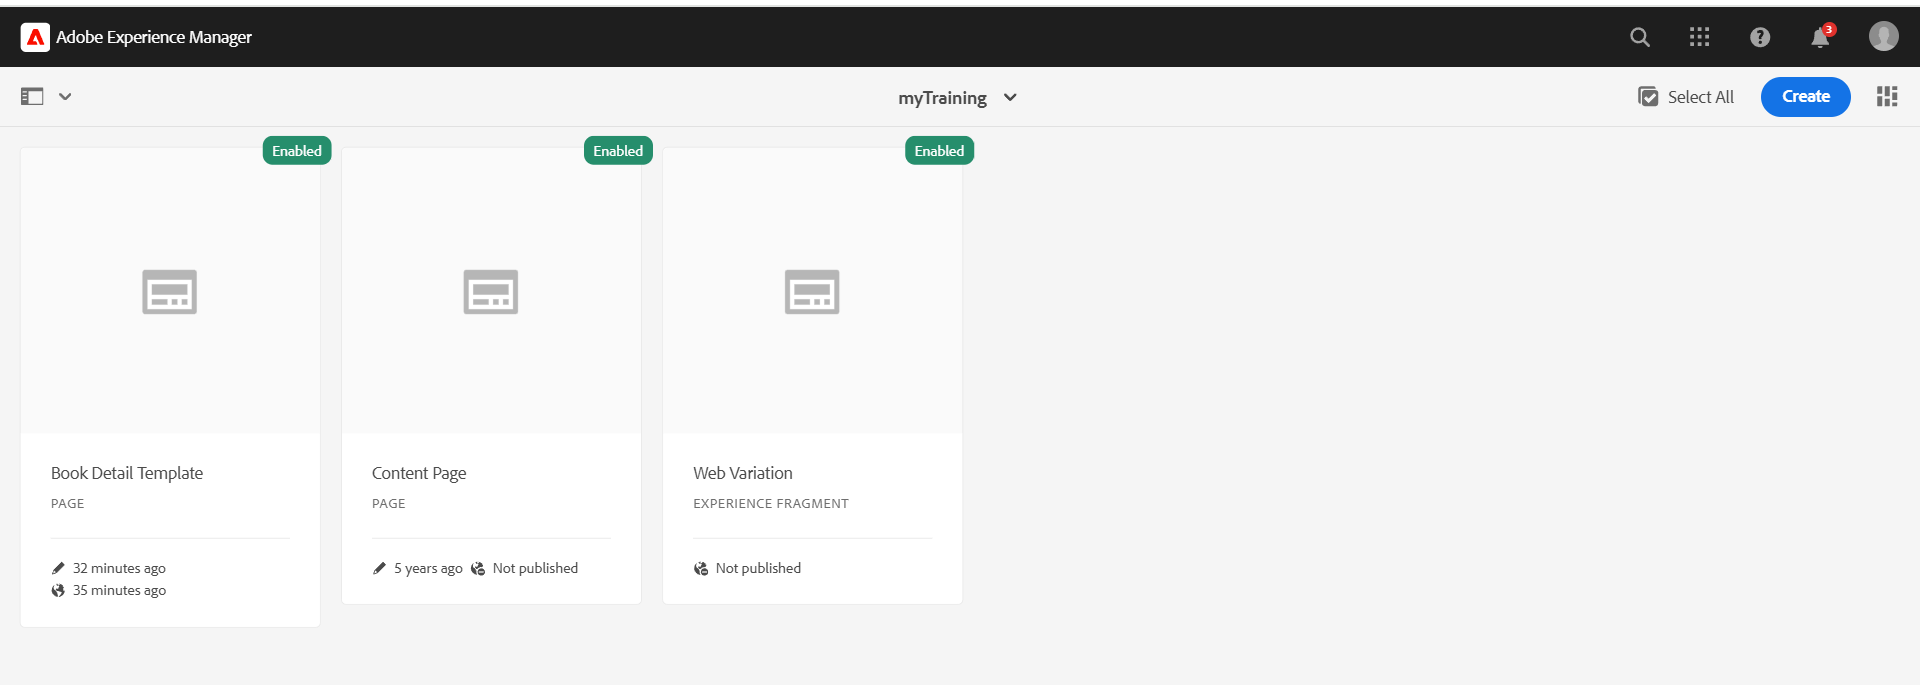 Adobe Experience Manager
3
myTraining
Select All
Create
Enabled
Enabled
Enabled
Book Detail Template
PAGE
32 minutes ago
35 minutes ago
Content Page
PAGE
5 years ago Not published
Web Variation
EXPERIENCE FRAGMENT
Not published